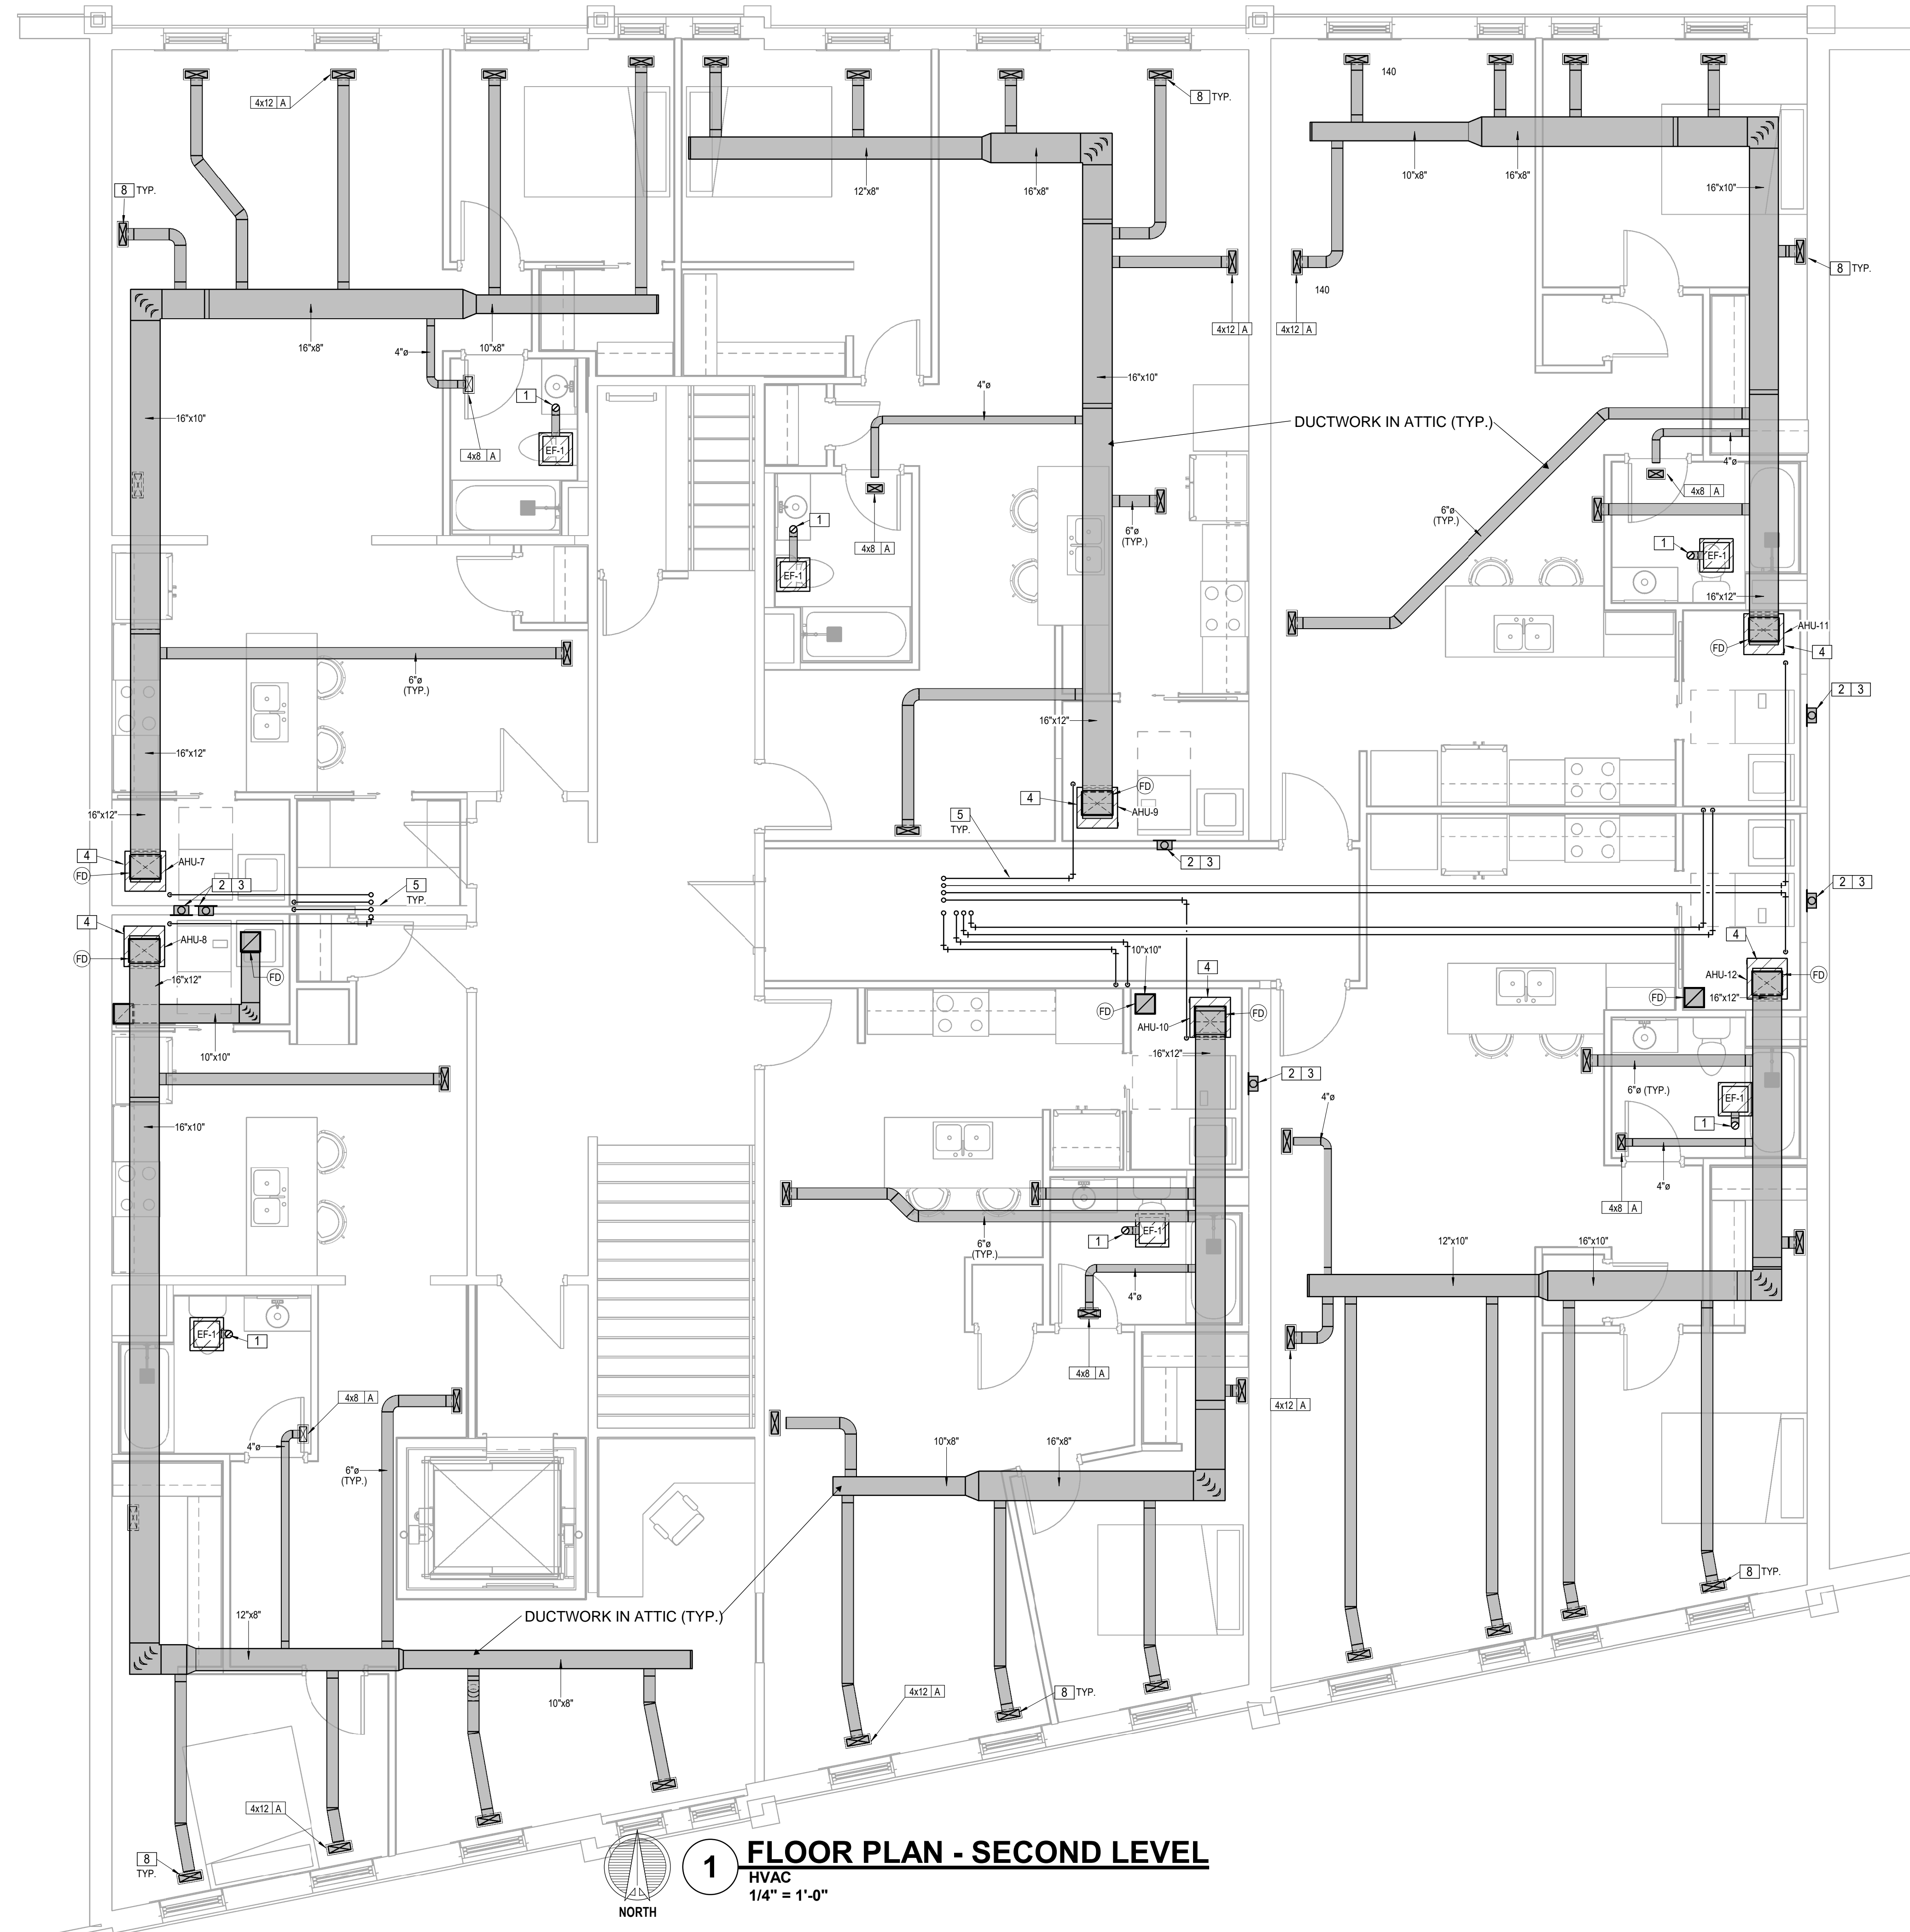 140
4x12 A
8 TYP.
8 TYP.
12"x8"
16"x8"
10"x8"
16"x8"
16"x10"
8 TYP.
140
4x12 A
4x12 A
16"x8"
10"x8"
4"ø
16"x10"
4"ø
1
16"x10"
DUCTWORK IN ATTIC (TYP.)
4x8 A
EF-1
4"ø
4x8 A
1
4x8 A
6"ø
(TYP.)
6"ø
(TYP.)
1
EF-1
EF-1
16"x12"
AHU-11
FD
4
6"ø
(TYP.)
2 3
16"x12"
16"x12"
FD
4
AHU-9
16"x12"
5
TYP.
4
AHU-7
FD
2 3
2 3
5
TYP.
2 3
4
AHU-8
FD
FD
16"x12"
10"x10"
4
4
AHU-12
FD
FD
16"x12"
FD
AHU-10
FD
10"x10"
16"x12"
2 3
6"ø (TYP.)
4"ø
EF-1
1
16"x10"
4"ø
4x8 A
6"ø
(TYP.)
1
EF-1
12"x10"
16"x10"
4"ø
EF-1
1
4x8 A
4x8 A
4x12 A
4"ø
6"ø
(TYP.)
10"x8"
16"x8"
8 TYP.
12"x8"
DUCTWORK IN ATTIC (TYP.)
10"x8"
4x12 A
8 TYP.
4x12 A
8
TYP.
NORTH
1
FLOOR PLAN - SECOND LEVEL
HVAC
1/4" = 1'-0"